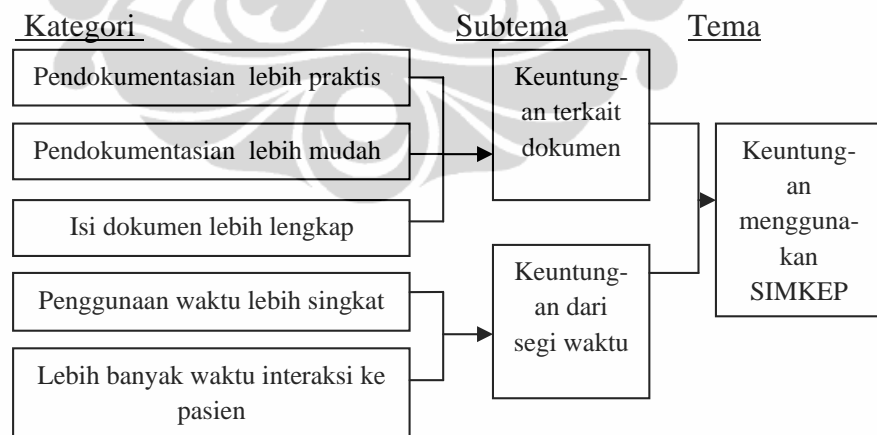 Kategori
Subtema
Tema
Pendokumentasian lebih praktis
Pendokumentasian lebih mudah
Isi dokumen lebih lengkap
Penggunaan waktu lebih singkat
Lebih banyak waktu interaksi ke
pasien
Keuntung-
an terkait
dokumen
Keuntung-
an dari
segi waktu
Keuntung-
an
mengguna-
kan
SIMKEP